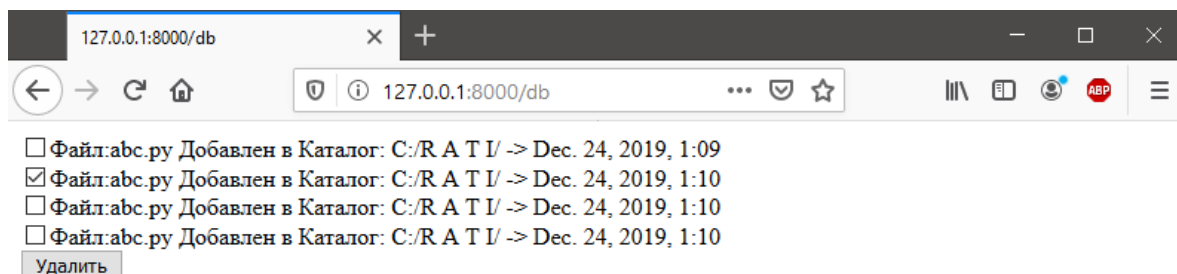 127.0.0.1:8000/db
127.0.0.1:8000/db
ABP
Файл:abc.py Добавлен в Каталог: C:/R A T I/ -> Dec. 24, 2019, 1:09
Файл:abc.py Добавлен в Каталог: C:/R A T I/ -> Dec. 24, 2019, 1:10
Файл:abc.py Добавлен в Каталог: C:/R A T I/ -> Dec. 24, 2019, 1:10
Файл:abc.py Добавлен в Каталог: C:/R A T I/ -> Dec. 24, 2019, 1:10
Удалить